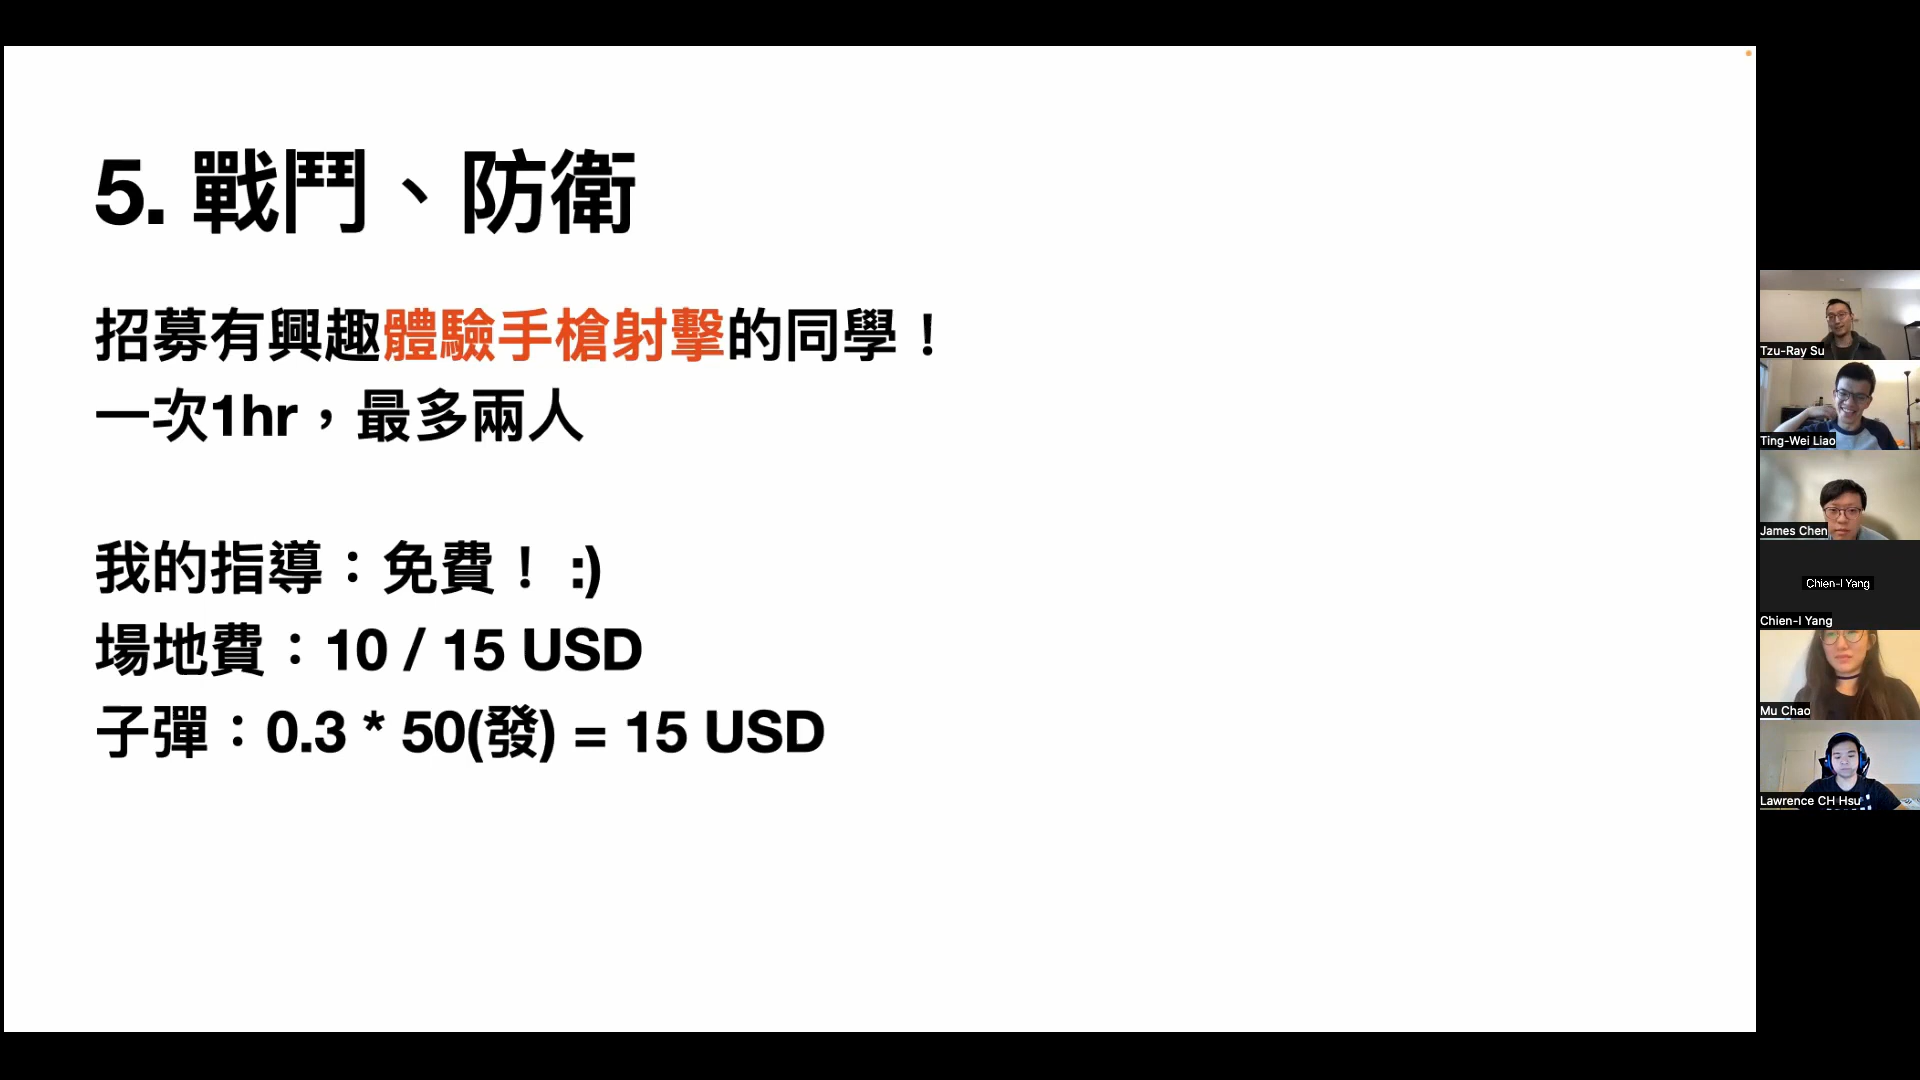 5. 戰鬥、防衛
招募有興趣體驗手槍射擊的同學！
一次1hr，最多兩人
我的指導：免費！ :)
場地費：10 / 15 USD
子彈：0.3 * 50(發) = 15 USD
Tzu-Ray Su
Ting-Wei Liao
James Chen
Chien-I Yang
Chien-I Yang
Mu Chao
Lawrence CH Hsu